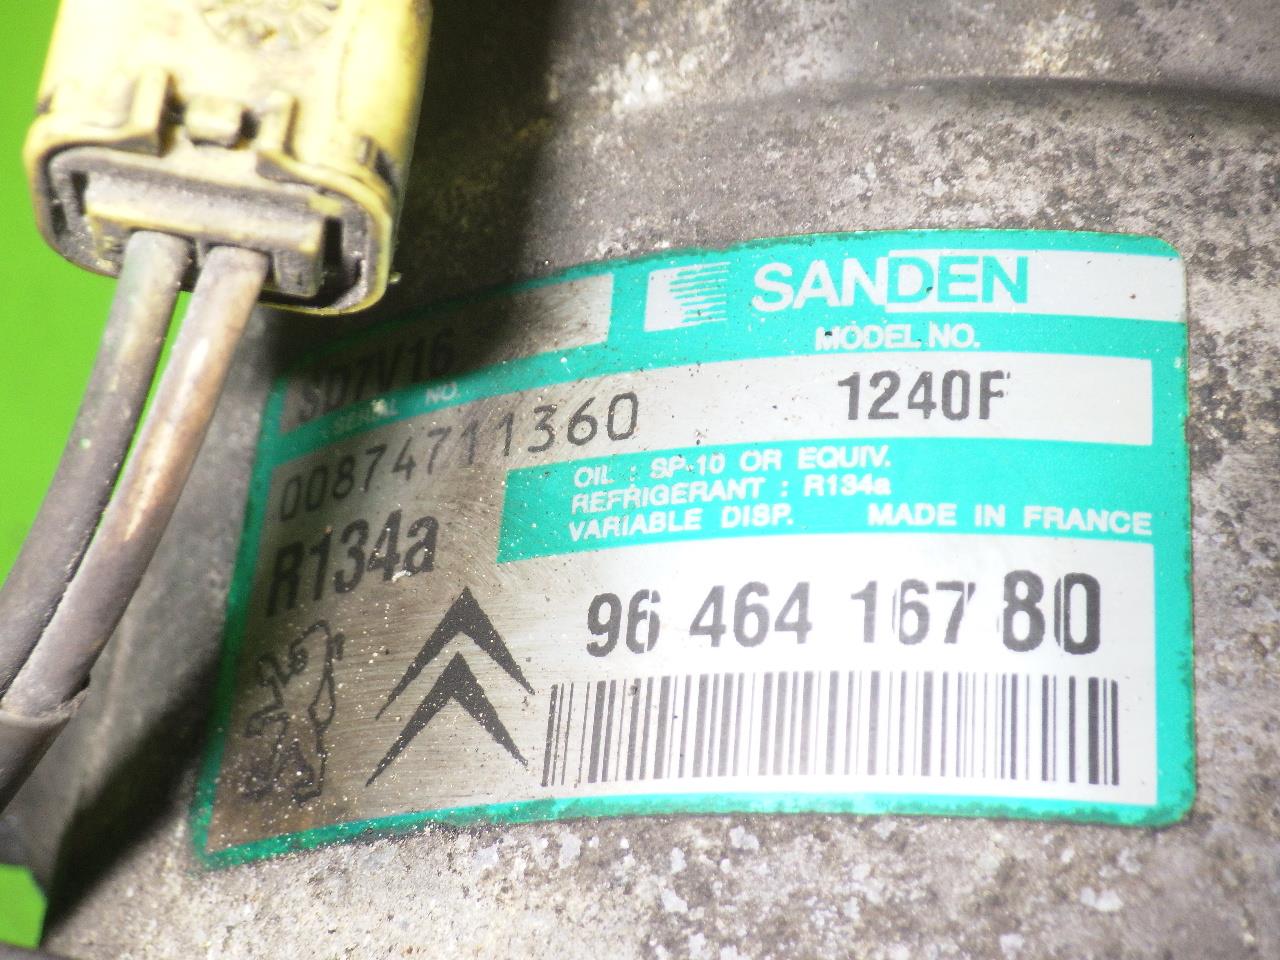 SANDEN
MODEL NO.
SD7V16
SERIAL NO.
1240F
00874711360
OIL : SP-10 OR EQUIV.
REFRIGERANT : R134a
VARIABLE DISP. MADE IN FRANCE
R134a
96 464 167 80